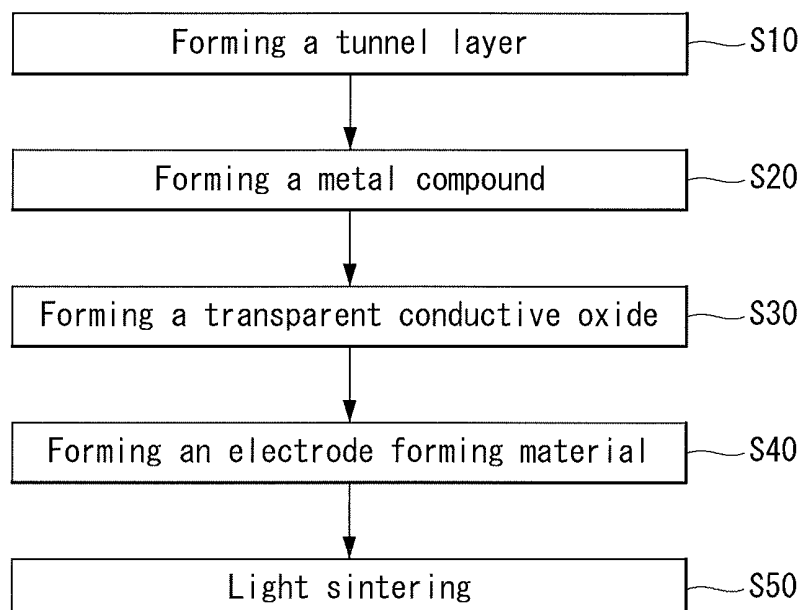 Forming a tunnel layer S10
Forming a metal compound S20
Forming a transparent conductive oxide S30
Forming an electrode forming material S40
Light sintering S50